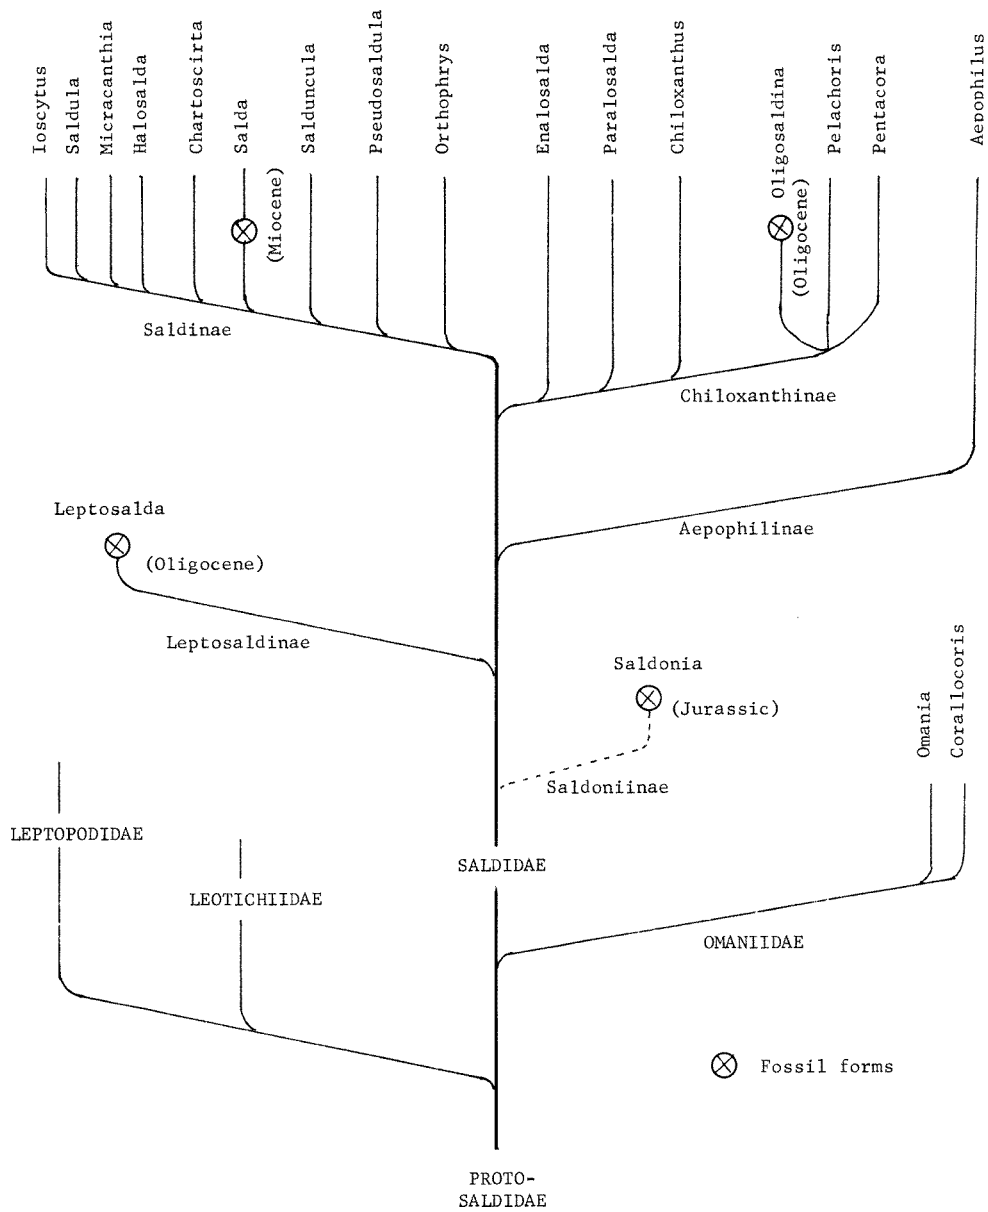 Ioscytus
Saldula
Micracanthia
Halosalda
Chartoscirta
Salda
Salduncula
Pseudosaldula
Orthophrys
Enalosalda
Paralosalda
Chiloxanthus
Oligosaldina
Pelachoris
Pentacora
Aepophilus
(Miocene)
(Oligocene)
Saldinae
Chiloxanthinae
Leptosalda
(Oligocene)
Aepophilinae
Leptosaldinae
Saldonia
(Jurassic)
Saldoniinae
Omania
Corallocoris
LEPTOPODIDAE
SALDIDAE
LEOTICHIIDAE
OMANIIDAE
Fossil forms
PROTO-
SALDIDAE